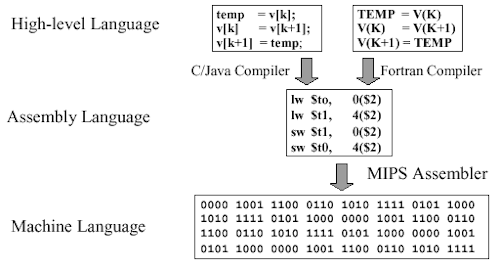 High-level Language
temp = v[k];
v[k] = v[k+1];
v[k+1] = temp;
TEMP = V(K)
V(K) = V(K+1)
V(K+1) = TEMP
C/Java Compiler
Fortran Compiler
Assembly Language
lw $to, 0($2)
lw $t1, 4($2)
sw $t1, 0($2)
sw $t0, 4($2)
MIPS Assembler
Machine Language
0000 1001 1100 0110 1010 1111 0101 1000
1010 1111 0101 1000 0000 1001 1100 0110
1100 0110 1010 1111 0101 1000 0000 1001
0101 1000 0000 1001 1100 0110 1010 1111